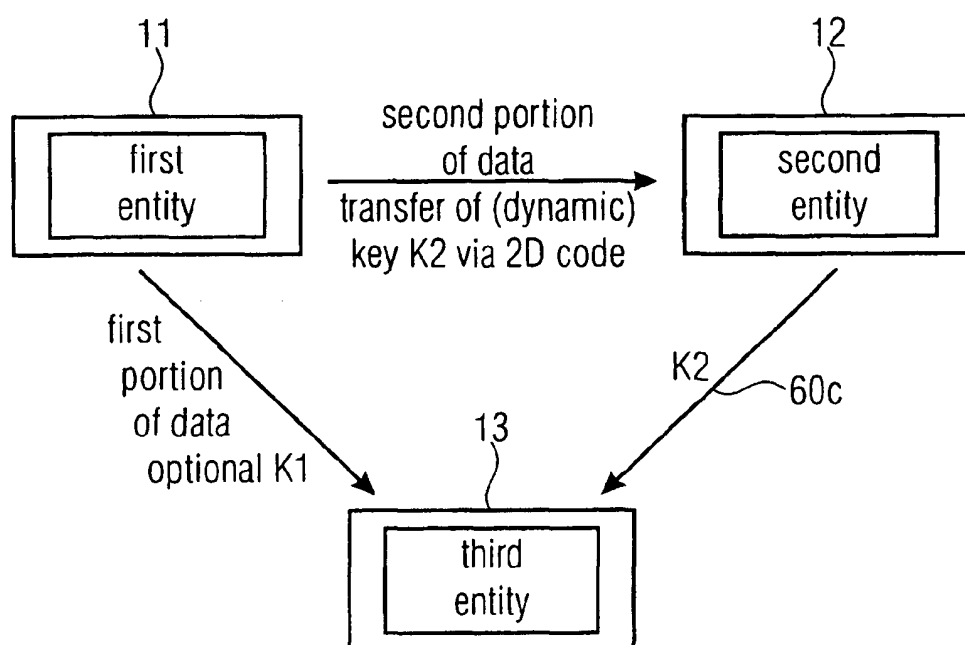 11
12
first
entity
second portion
of data
transfer of (dynamic)
key K2 via 2D code
second
entity
first
portion
of data
optional K1
K2
60c
13
third
entity